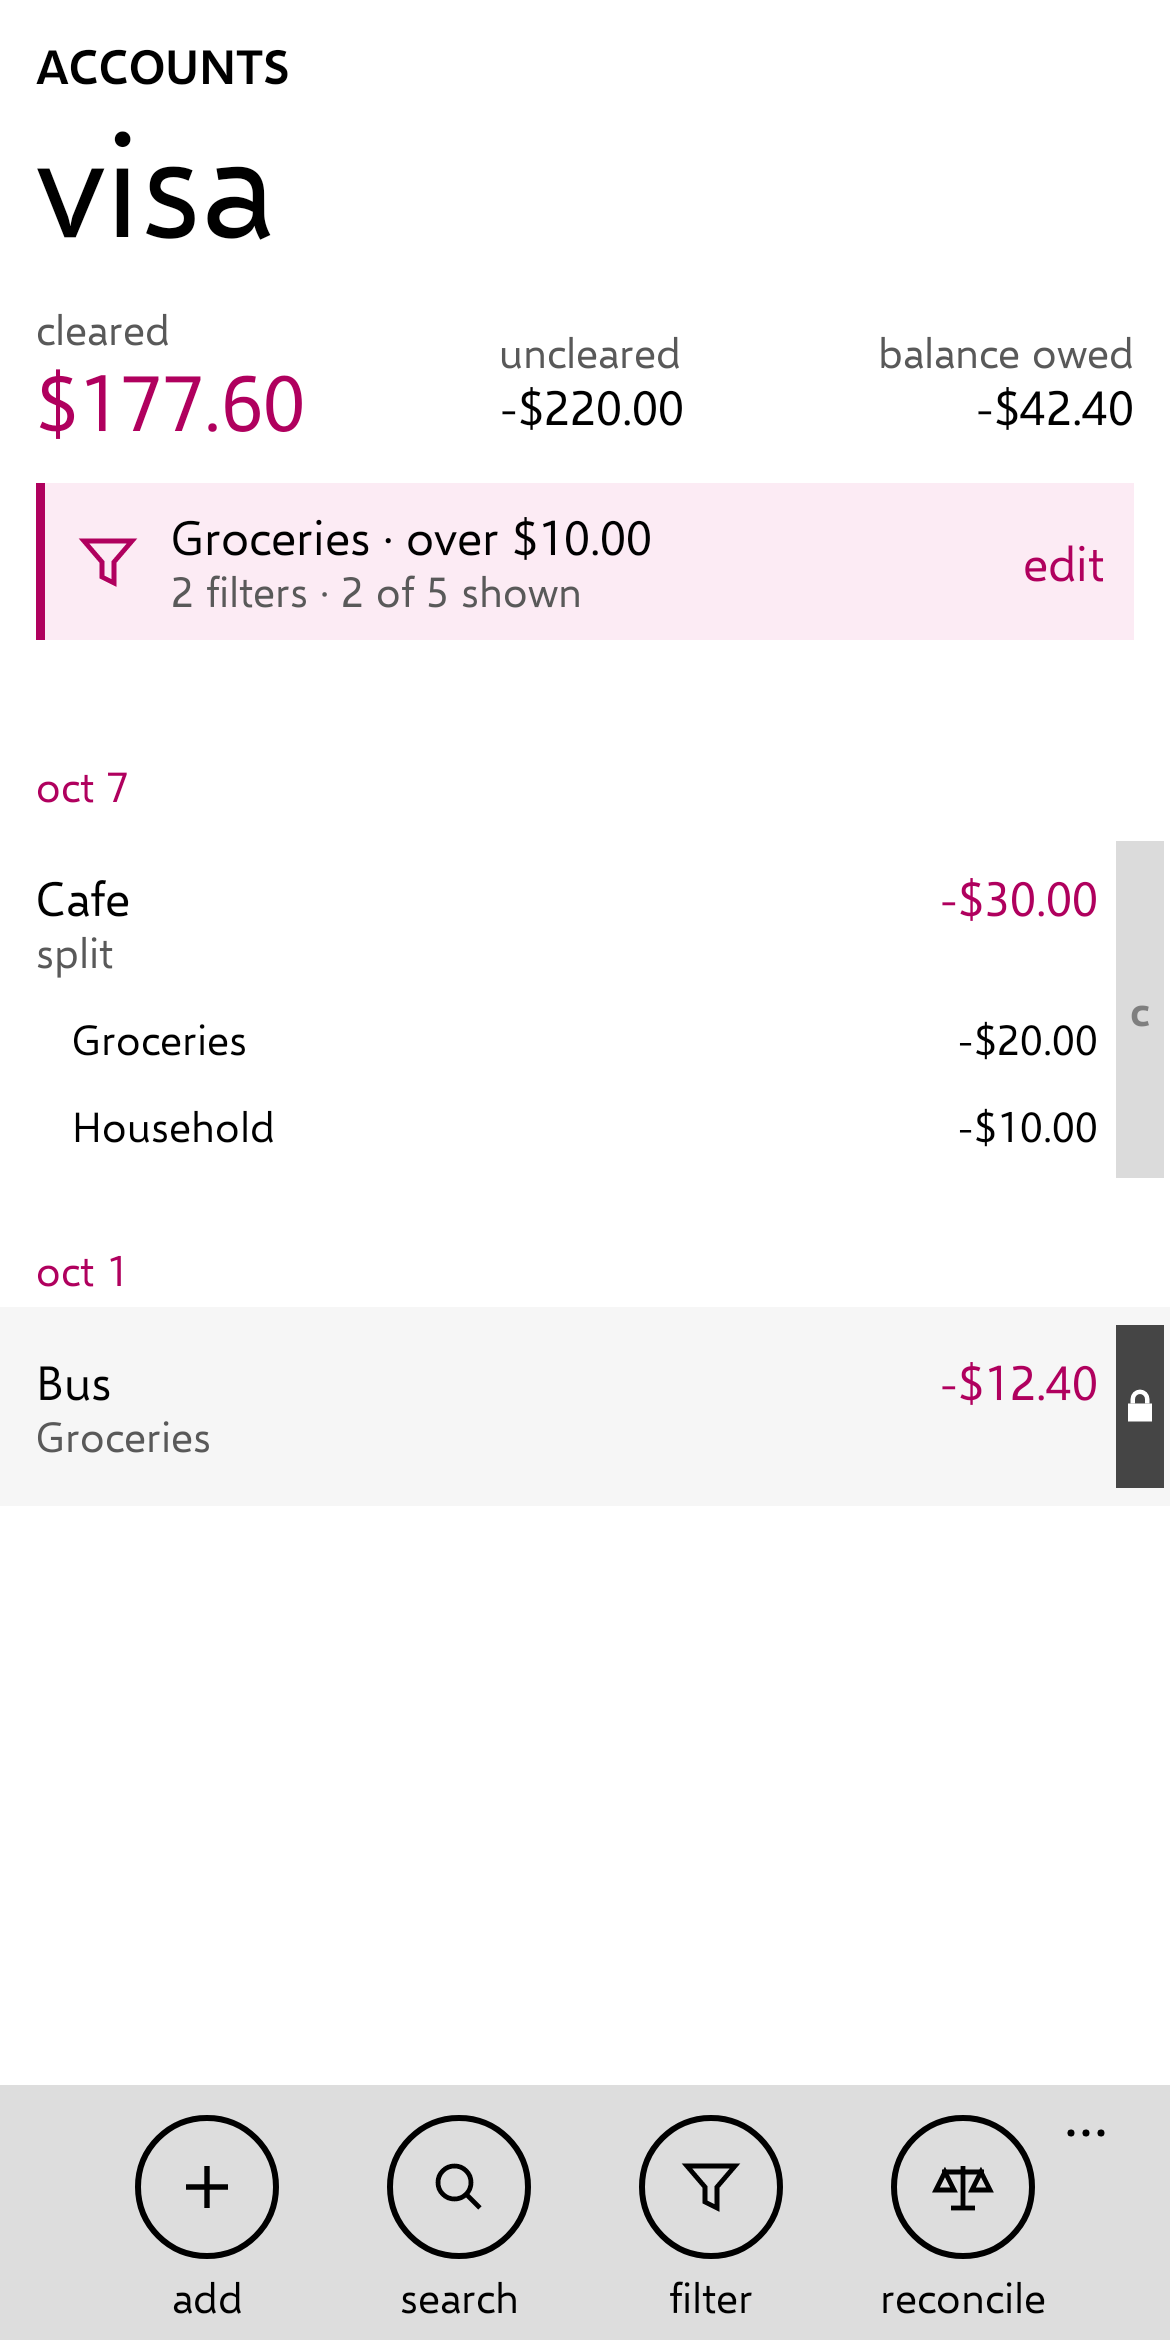 ACCOUNTS
visa
cleared
$177.60
uncleared
-$220.00
balance owed
-$42.40
Groceries · over $10.00
2 filters · 2 of 5 shown
edit
oct 7
Cafe -$30.00
split
c
Groceries -$20.00
Household -$10.00
oct 1
Bus -$12.40
Groceries
...
add search filter reconcile